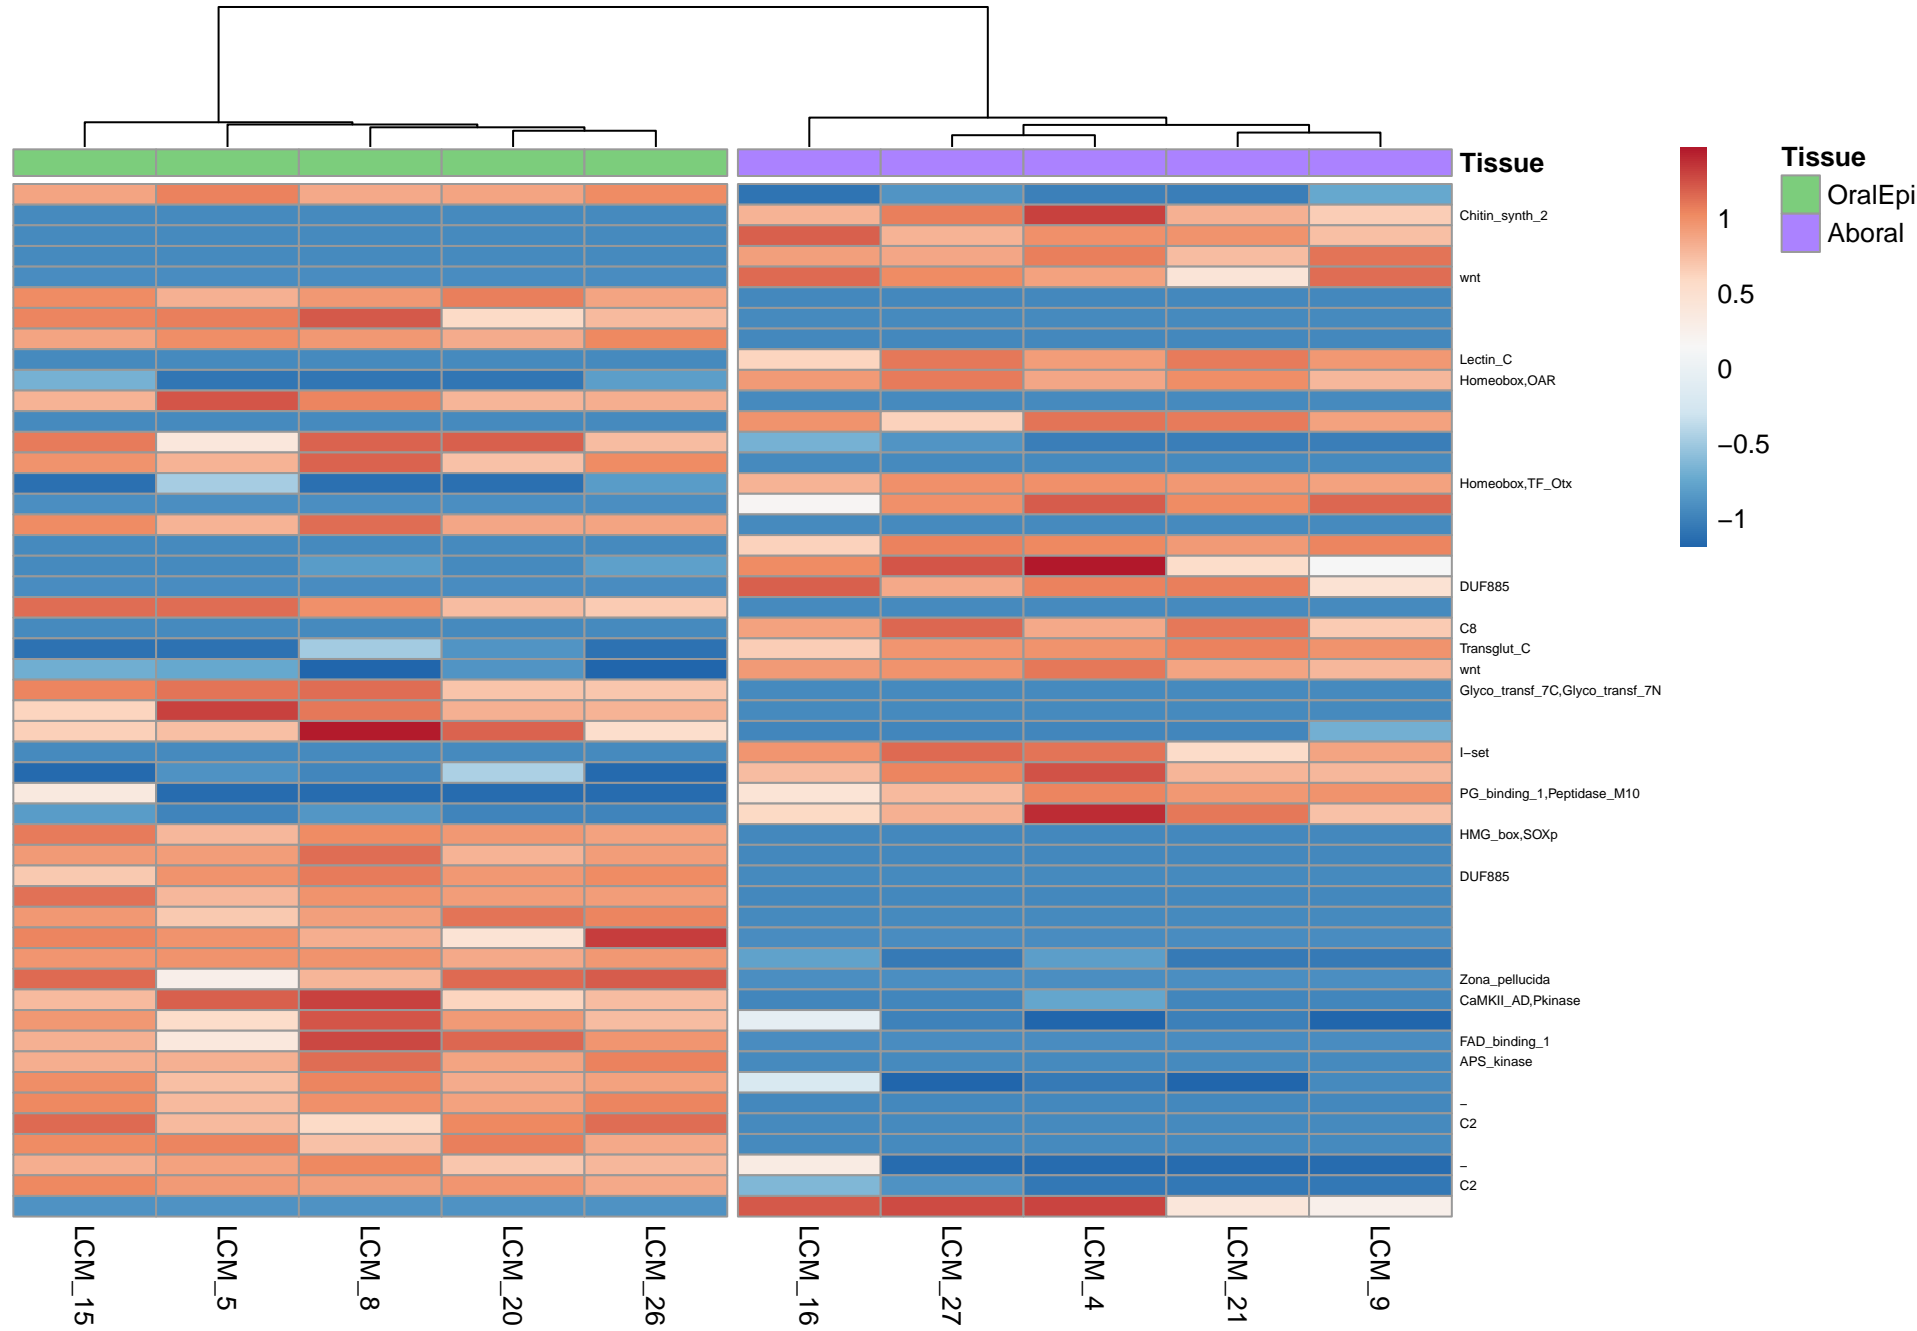 Tissue
Chitin_synth_2
wnt
Lectin_C
Homeobox,OAR
Homeobox,TF_Otx
DUF885
C8
Transglut_C
wnt
Glyco_transf_7C,Glyco_transf_7N
I−set
PG_binding_1,Peptidase_M10
HMG_box,SOXp
DUF885
Zona_pellucida
CaMKII_AD,Pkinase
FAD_binding_1
APS_kinase
−
C2
−
C2
1
0.5
0
−0.5
−1
Tissue
OralEpi
Aboral
LCM_15
LCM_5
LCM_8
LCM_20
LCM_26
LCM_16
LCM_27
LCM_4
LCM_21
LCM_9